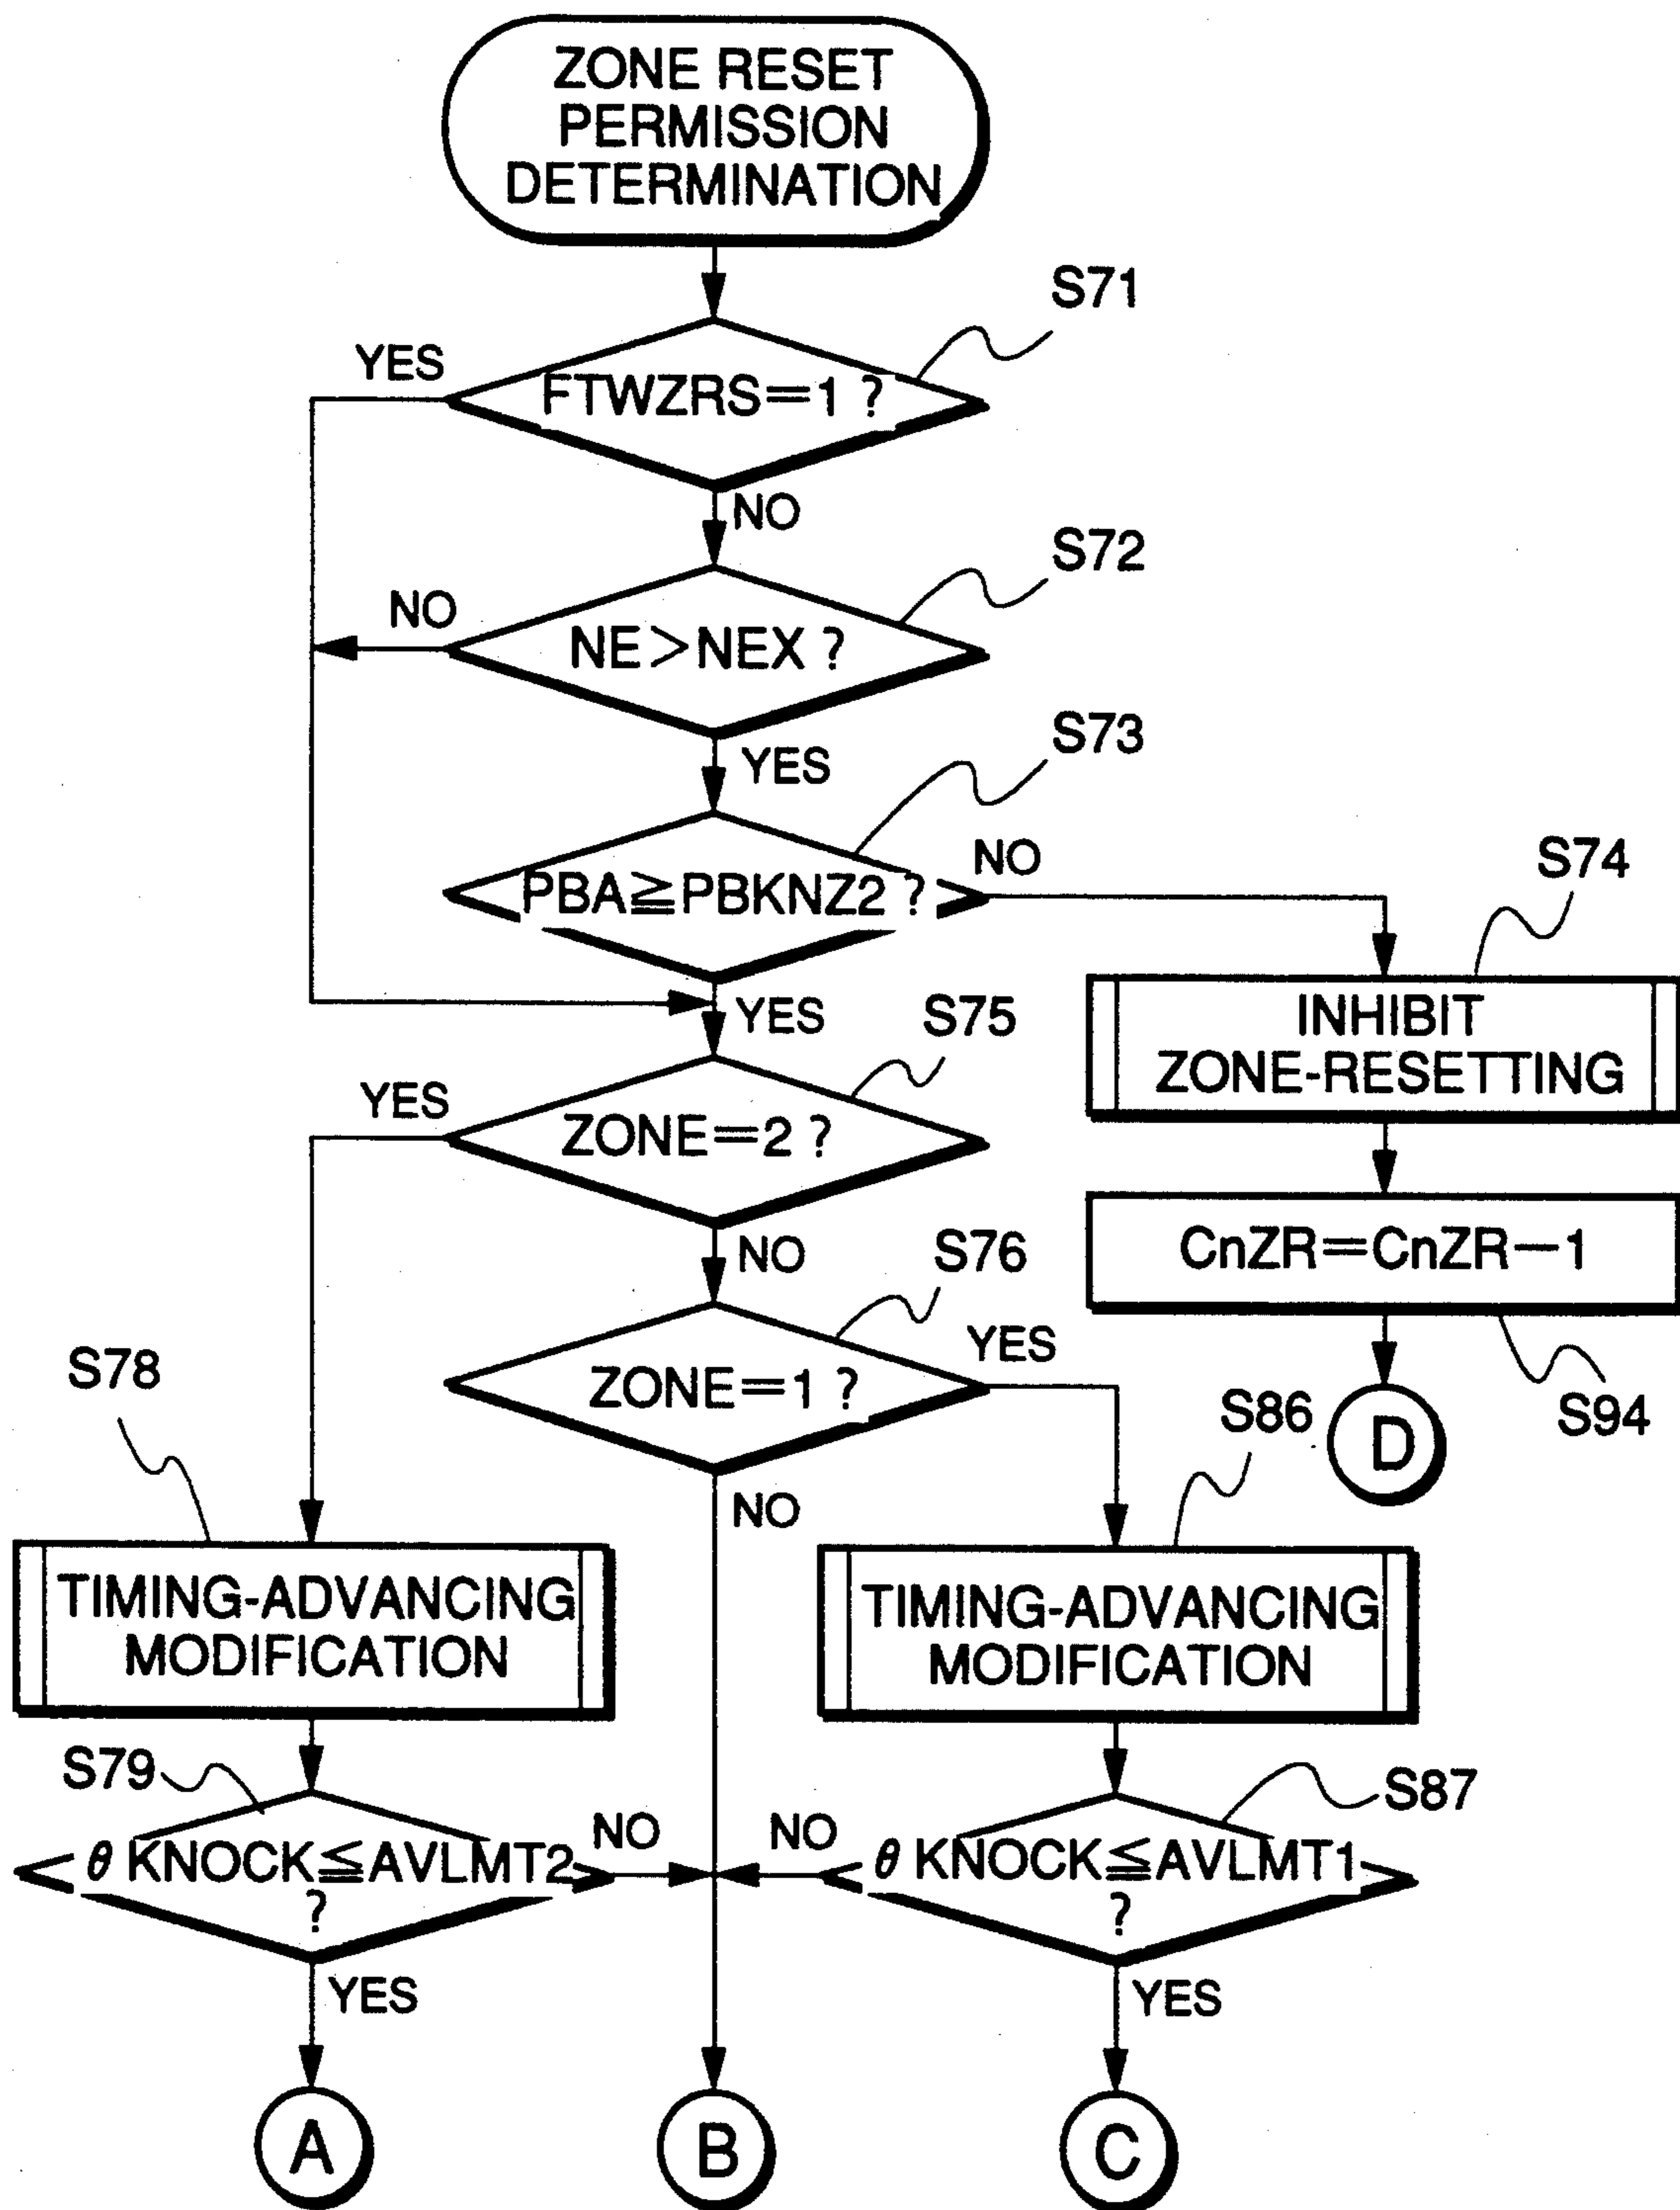 ZONE RESET
PERMISSION
DETERMINATION
S71
YES
FTWZRS=1 ?
NO
S72
NO
NE>NEX ?
S73
YES
NO
PBA≧PBKNZ2 ?
S74
YES
INHIBIT
ZONE-RESETTING
S75
YES
ZONE=2 ?
NO
CnZR=CnZR−1
S76
YES
S78
ZONE=1 ?
S94
S86
D
NO
TIMING-ADVANCING
MODIFICATION
TIMING-ADVANCING
MODIFICATION
S79
S87
NO
NO
θ KNOCK≦AVLMT2
?
θ KNOCK≦AVLMT1
?
YES
YES
A
B
C